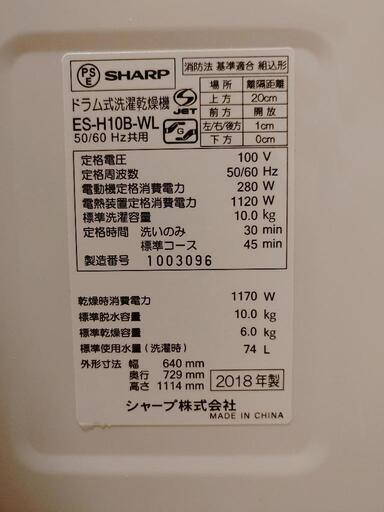 PSE SHARP
ドラム式洗濯乾燥機
ES-H10B-WL
50/60 Hz共用
S-JET
G
消防法 基準適合 組込形
場所 離隔距離
上方 20cm
前方 開放
左/右/後方 1cm
下方 0cm
定格電圧 100 V
定格周波数 50/60 Hz
電動機定格消費電力 280 W
電熱装置定格消費電力 1120 W
標準洗濯容量 10.0 kg
定格時間 洗いのみ 30 min
標準コース 45 min
製造番号 1003096
乾燥時消費電力 1170 W
標準脱水容量 10.0 kg
標準乾燥容量 6.0 kg
標準使用水量(洗濯時) 74 L
外形寸法 幅 640 mm
奥行 729 mm
高さ 1114 mm
2018 年製
シャープ株式会社
MADE IN CHINA